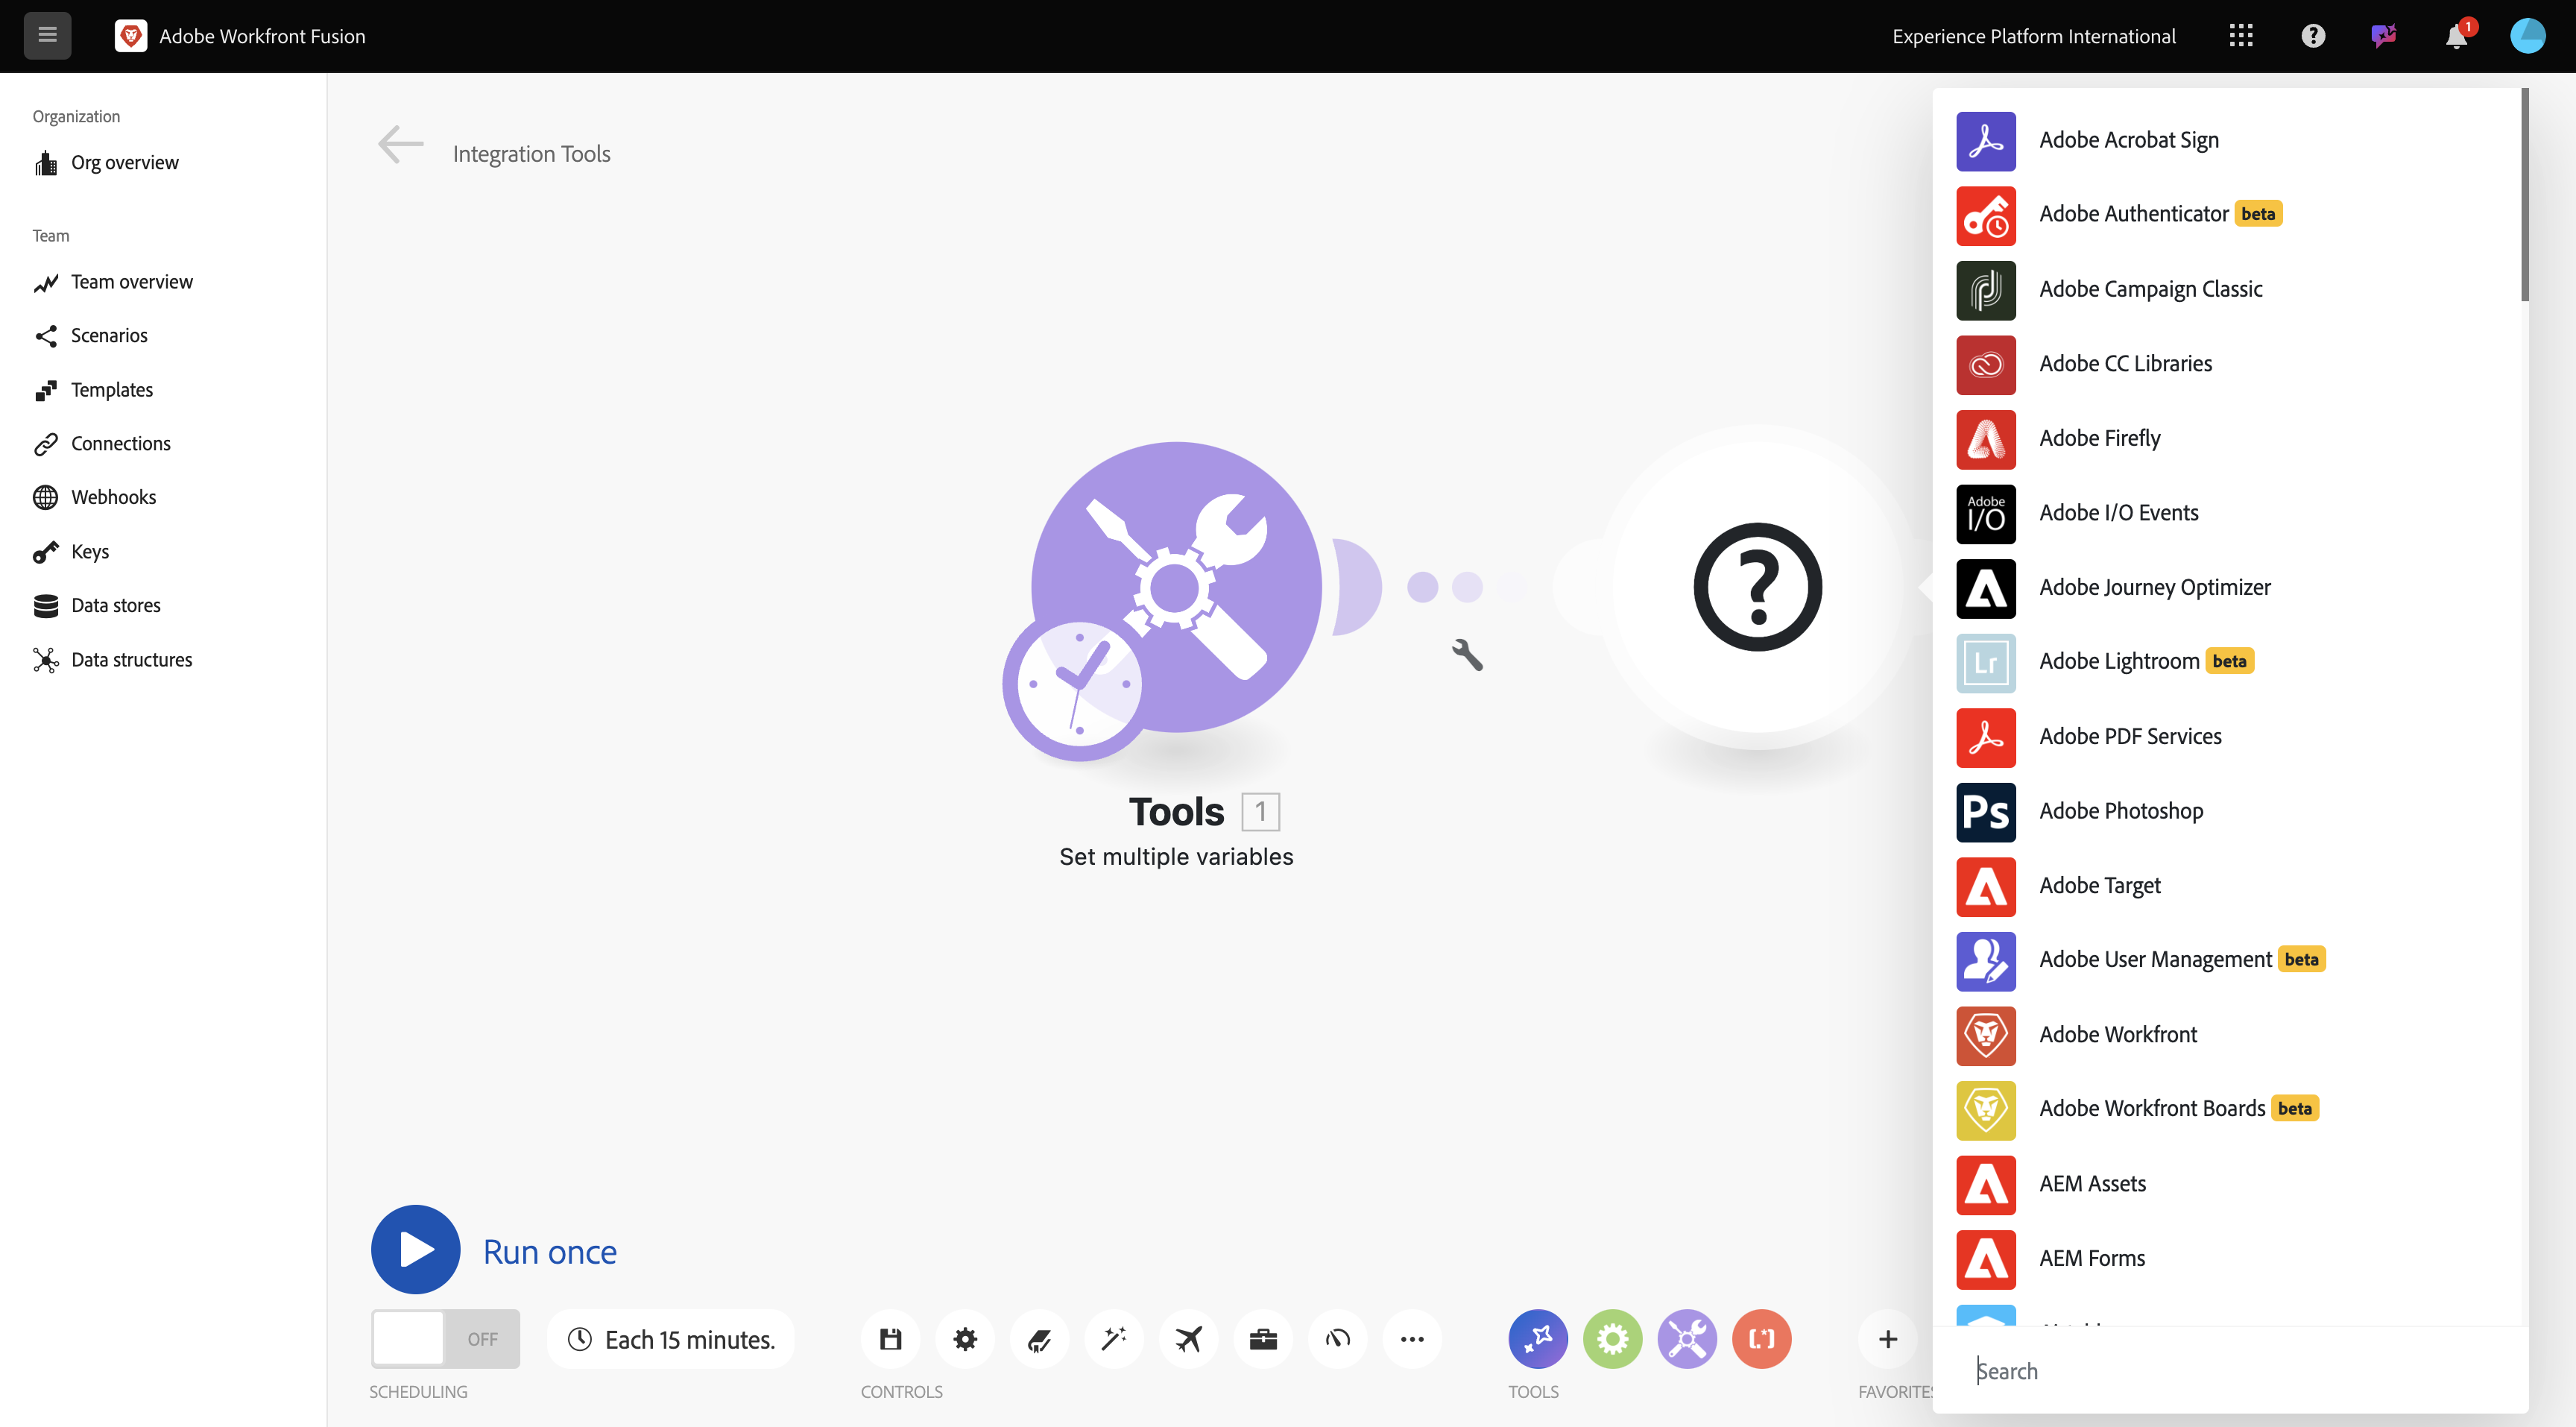 Adobe Workfront Fusion
Experience Platform International
1
Organization
Org overview
Team
Team overview
Scenarios
Templates
Connections
Webhooks
Keys
Data stores
Data structures
Integration Tools
Tools 1
Set multiple variables
Run once
OFF
Each 15 minutes.
SCHEDULING
CONTROLS
TOOLS
FAVORITES
Adobe Acrobat Sign
Adobe Authenticator beta
Adobe Campaign Classic
Adobe CC Libraries
Adobe Firefly
Adobe I/O
Adobe I/O Events
Adobe Journey Optimizer
Lr
Adobe Lightroom beta
Adobe PDF Services
Ps
Adobe Photoshop
Adobe Target
Adobe User Management beta
Adobe Workfront
Adobe Workfront Boards beta
AEM Assets
AEM Forms
Search